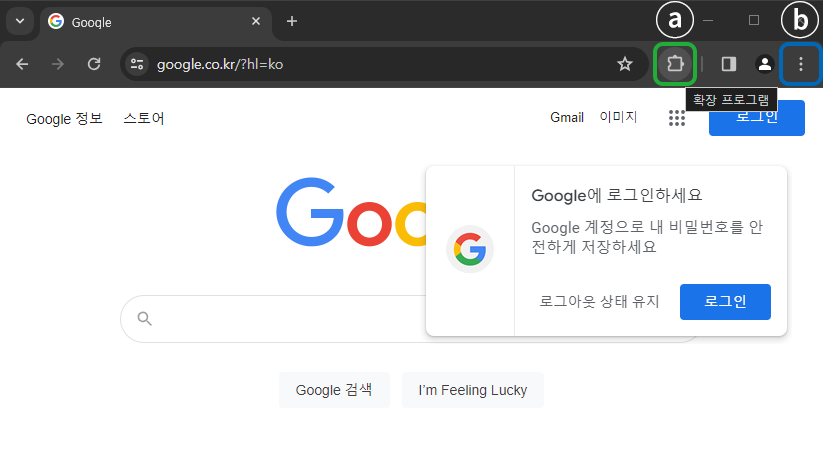 ⓐ
ⓑ
Google
google.co.kr/?hl=ko
확장 프로그램
Google 정보
스토어
Gmail
이미지
로그인
Goo
Google에 로그인하세요
Google 계정으로 내 비밀번호를 안
전하게 저장하세요
로그아웃 상태 유지
로그인
Google 검색
I'm Feeling Lucky